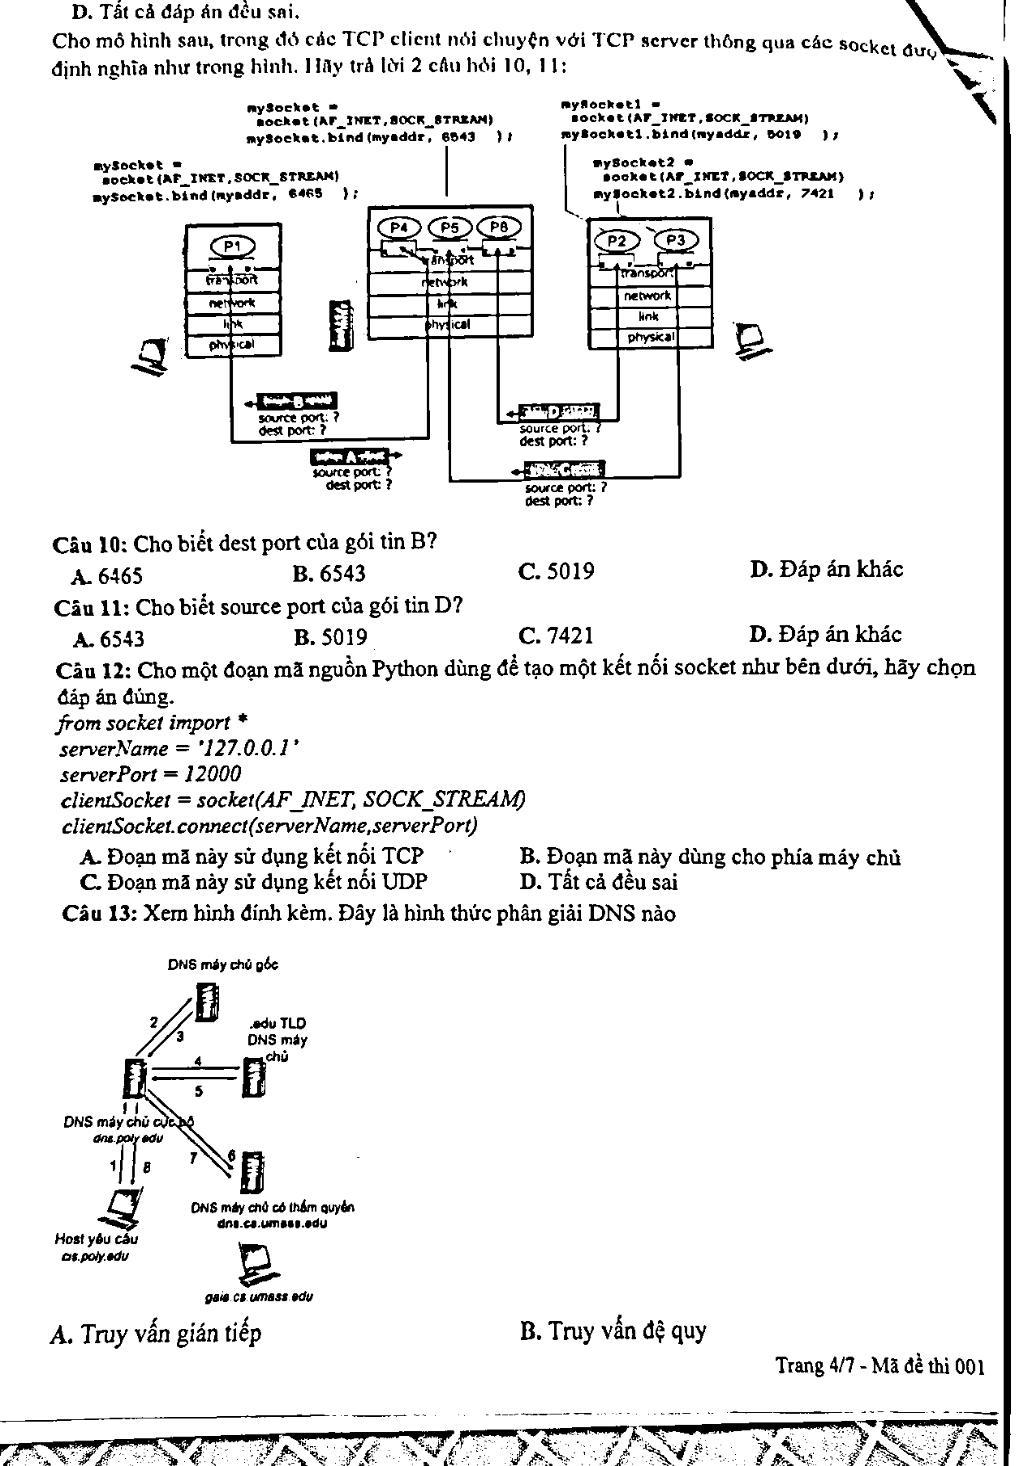 D. Tất cả đáp án đều sai.
Cho mô hình sau, trong đó các TCP client nói chuyện với TCP server thông qua các socket đượ
định nghĩa như trong hình. Hãy trả lời 2 câu hỏi 10, 11:
mySocket =
socket(AF_INET,SOCK_STREAM)
mySocket.bind(myaddr, 6543 );
mySocket1 =
socket(AF_INET,SOCK_STREAM)
mySocket1.bind(myaddr, 5019 );
mySocket =
socket(AF_INET,SOCK_STREAM)
mySocket.bind(myaddr, 6465 );
mySocket2 =
socket(AF_INET,SOCK_STREAM)
mySocket2.bind(myaddr, 7421 );
P1
transport
network
link
physical
P4 P5 P6
transport
network
link
physical
P2 P3
transport
network
link
physical
B
source port: ?
dest port: ?
D
source port: ?
dest port: ?
A
source port: ?
dest port: ?
C
source port: ?
dest port: ?
Câu 10: Cho biết dest port của gói tin B?
A. 6465 B. 6543 C. 5019 D. Đáp án khác
Câu 11: Cho biết source port của gói tin D?
A. 6543 B. 5019 C. 7421 D. Đáp án khác
Câu 12: Cho một đoạn mã nguồn Python dùng để tạo một kết nối socket như bên dưới, hãy chọn
đáp án đúng.
from socket import *
serverName = '127.0.0.1'
serverPort = 12000
clientSocket = socket(AF_INET, SOCK_STREAM)
clientSocket.connect(serverName,serverPort)
A. Đoạn mã này sử dụng kết nối TCP B. Đoạn mã này dùng cho phía máy chủ
C. Đoạn mã này sử dụng kết nối UDP D. Tất cả đều sai
Câu 13: Xem hình đính kèm. Đây là hình thức phân giải DNS nào
DNS máy chủ gốc
2
3
.edu TLD
DNS máy
chủ
4
5
DNS máy chủ cục bộ
dns.poly.edu
1 8
7 6
DNS máy chủ có thẩm quyền
dns.cs.umass.edu
Host yêu cầu
cis.poly.edu
gaia.cs.umass.edu
A. Truy vấn gián tiếp B. Truy vấn đệ quy
Trang 4/7 - Mã đề thi 001